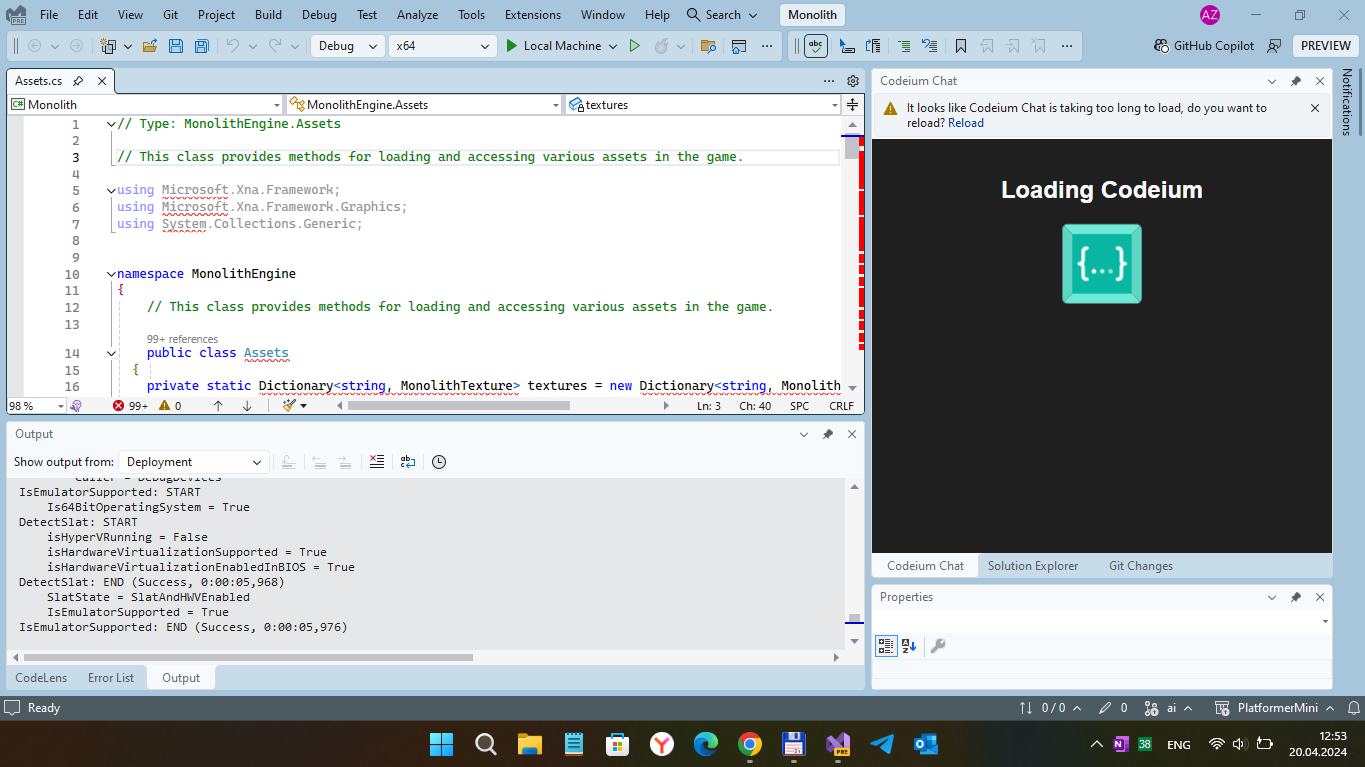 File Edit View Git Project Build Debug Test Analyze Tools Extensions Window Help Search Monolith AZ
Debug x64 Local Machine abc GitHub Copilot PREVIEW
Notifications
Assets.cs
C# Monolith MonolithEngine.Assets textures
1 // Type: MonolithEngine.Assets
2
3 // This class provides methods for loading and accessing various assets in the game.
4
5 using Microsoft.Xna.Framework;
6 using Microsoft.Xna.Framework.Graphics;
7 using System.Collections.Generic;
8
9
10 namespace MonolithEngine
11 {
12 // This class provides methods for loading and accessing various assets in the game.
13
99+ references
14 public class Assets
15 {
16 private static Dictionary<string, MonolithTexture> textures = new Dictionary<string, Monolith
98 % 99+ 0 Ln: 3 Ch: 40 SPC CRLF
Codeium Chat
It looks like Codeium Chat is taking too long to load, do you want to
reload? Reload
Loading Codeium
{...}
Codeium Chat Solution Explorer Git Changes
Output
Show output from: Deployment
Caller = DebugDevices
IsEmulatorSupported: START
Is64BitOperatingSystem = True
DetectSlat: START
isHyperVRunning = False
isHardwareVirtualizationSupported = True
isHardwareVirtualizationEnabledInBIOS = True
DetectSlat: END (Success, 0:00:05,968)
SlatState = SlatAndHWVEnabled
IsEmulatorSupported = True
IsEmulatorSupported: END (Success, 0:00:05,976)
CodeLens Error List Output
Properties
Ready 0 / 0 0 ai PlatformerMini
N 38 ENG 12:53
20.04.2024